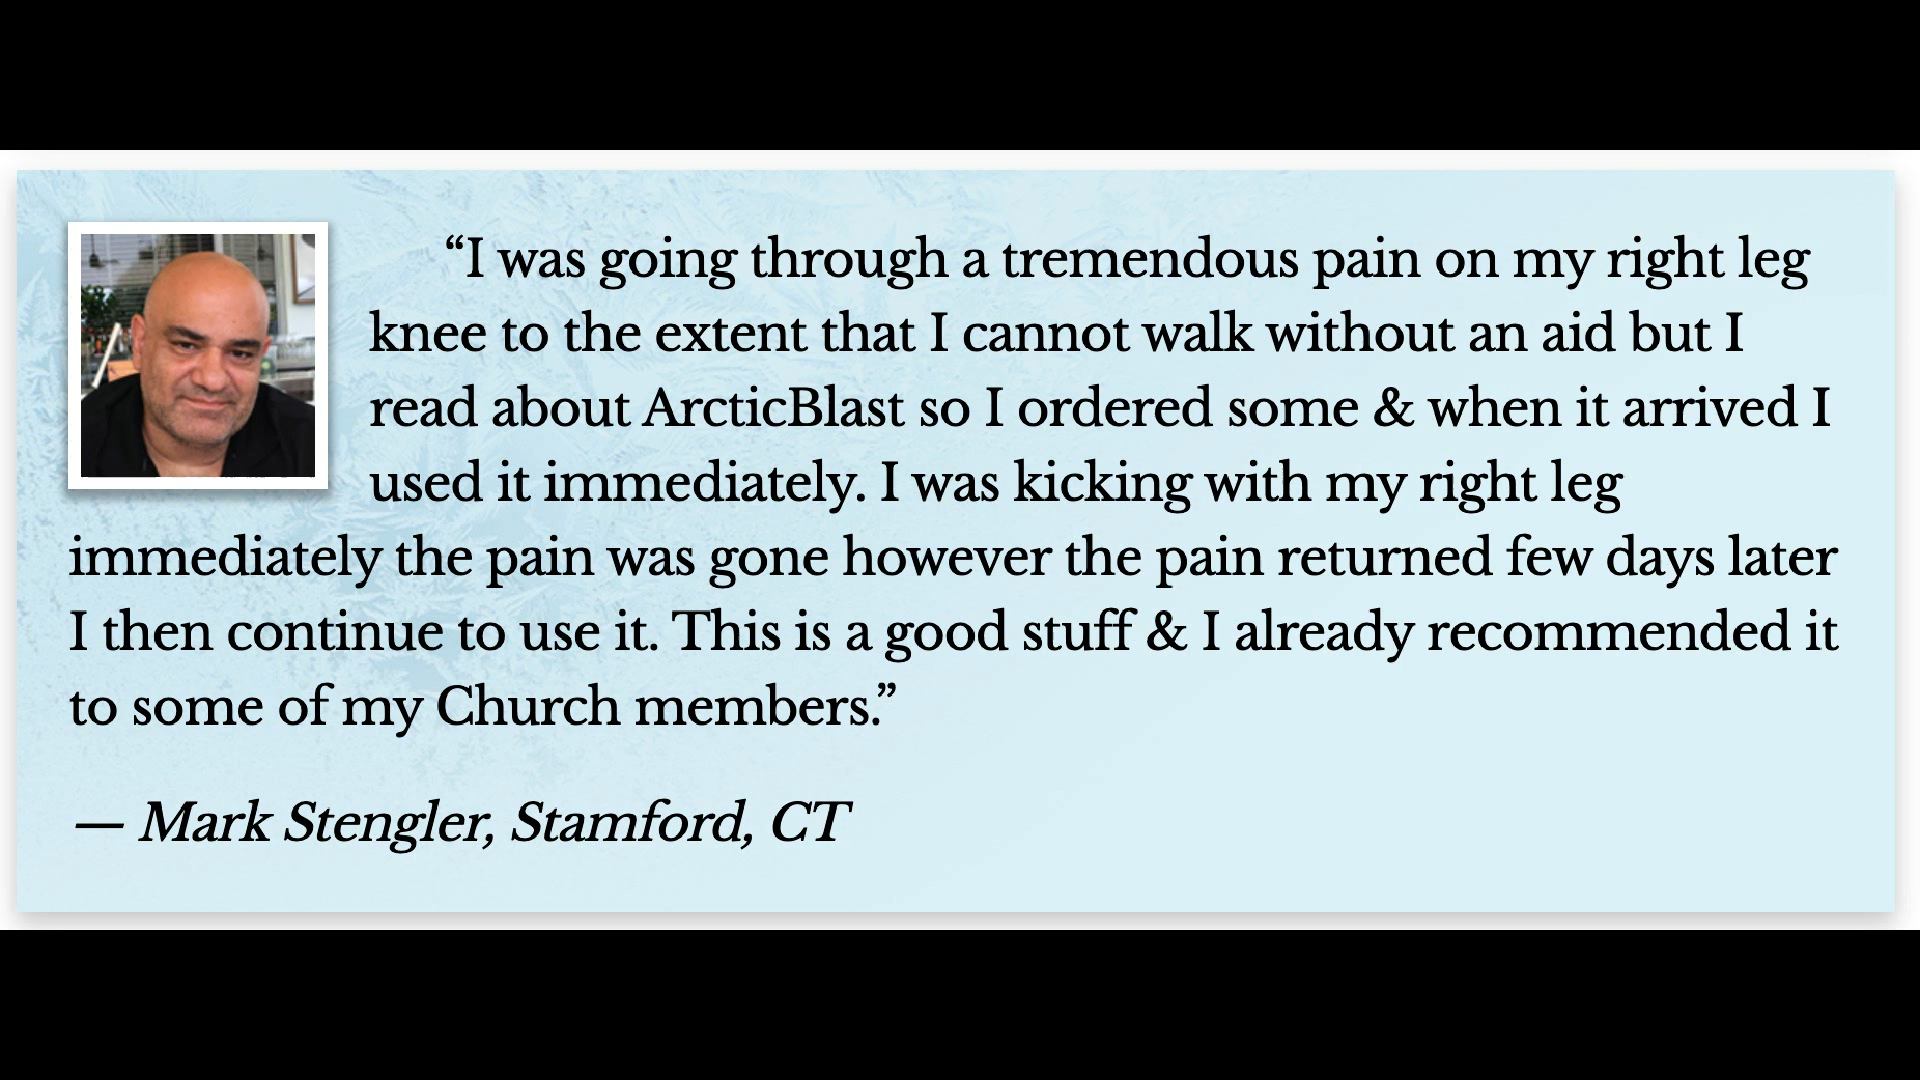 “I was going through a tremendous pain on my right leg
knee to the extent that I cannot walk without an aid but I
read about ArcticBlast so I ordered some & when it arrived I
used it immediately. I was kicking with my right leg
immediately the pain was gone however the pain returned few days later
I then continue to use it. This is a good stuff & I already recommended it
to some of my Church members.”
— Mark Stengler, Stamford, CT